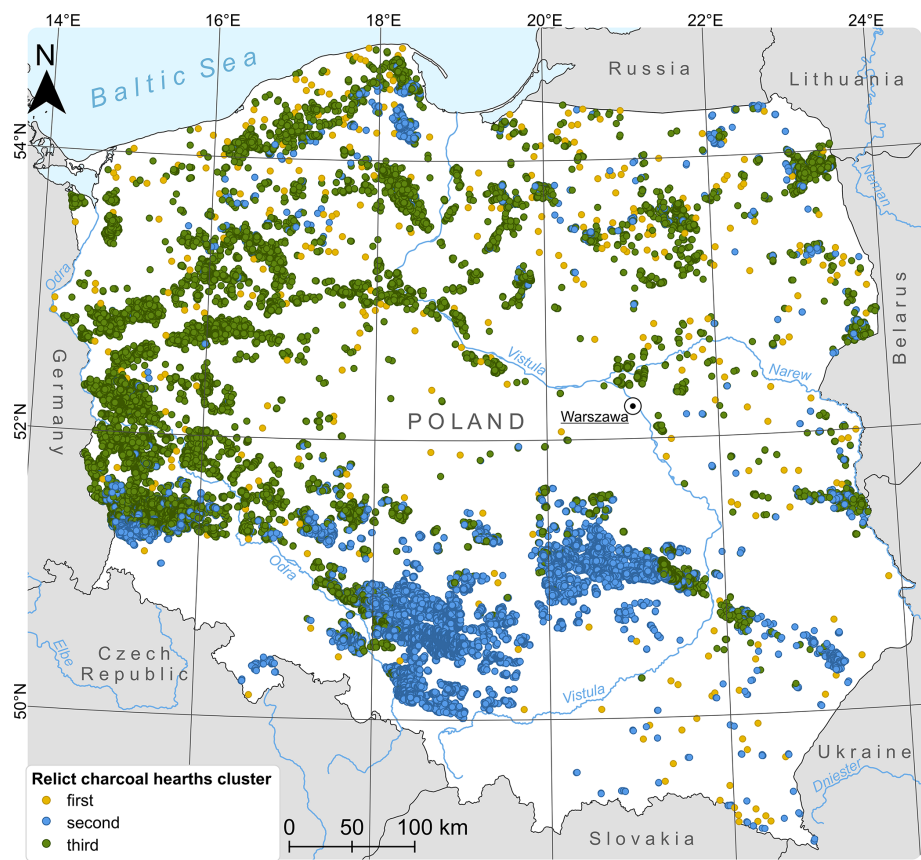 14°E 16°E 18°E 20°E 22°E 24°E
N
Baltic Sea
Russia
Lithuania
54°N
Neman
Odra
Belarus
Germany
Vistula
Narew
52°N
POLAND
Warszawa
Odra
Elbe
Czech
Republic
50°N
Vistula
Ukraine
Dniester
Relict charcoal hearths cluster
first
second
third
0 50 100 km
Slovakia